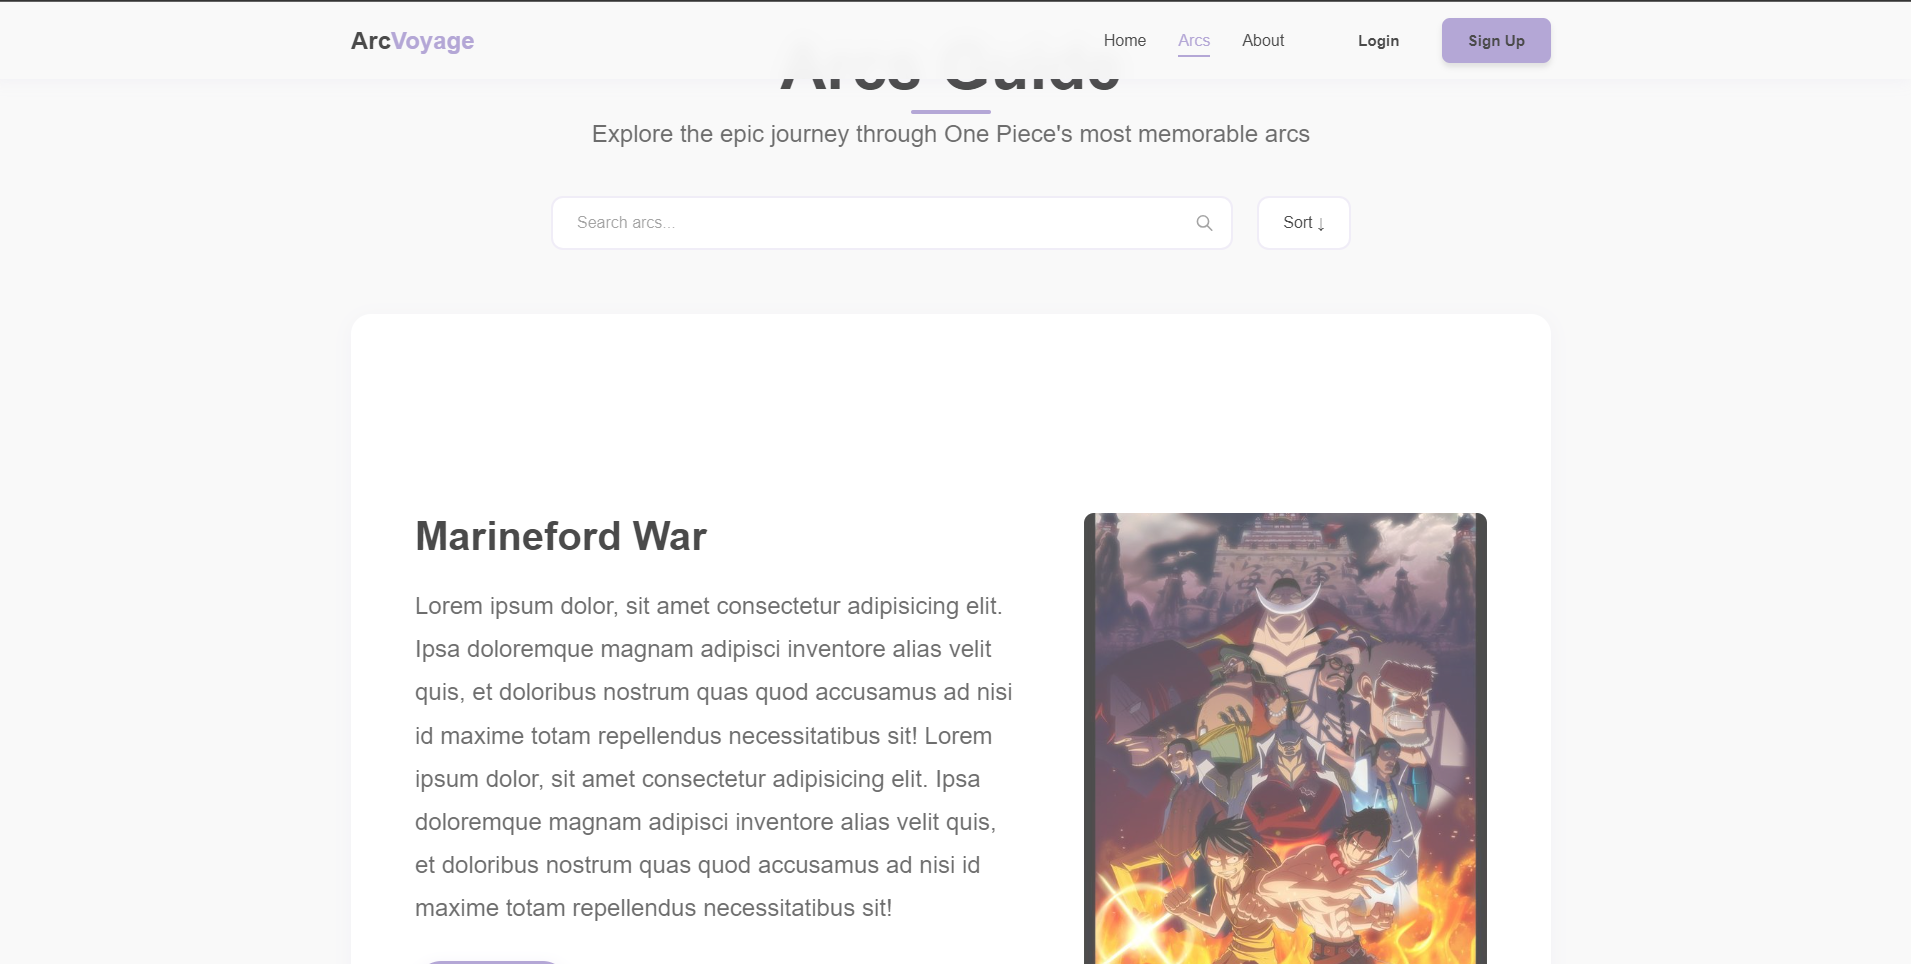 ArcVoyage
Home
Arcs
About
Login
Sign Up
Arcs Guide
Explore the epic journey through One Piece's most memorable arcs
Search arcs...
Sort ↓
Marineford War
Lorem ipsum dolor, sit amet consectetur adipisicing elit.
Ipsa doloremque magnam adipisci inventore alias velit
quis, et doloribus nostrum quas quod accusamus ad nisi
id maxime totam repellendus necessitatibus sit! Lorem
ipsum dolor, sit amet consectetur adipisicing elit. Ipsa
doloremque magnam adipisci inventore alias velit quis,
et doloribus nostrum quas quod accusamus ad nisi id
maxime totam repellendus necessitatibus sit!